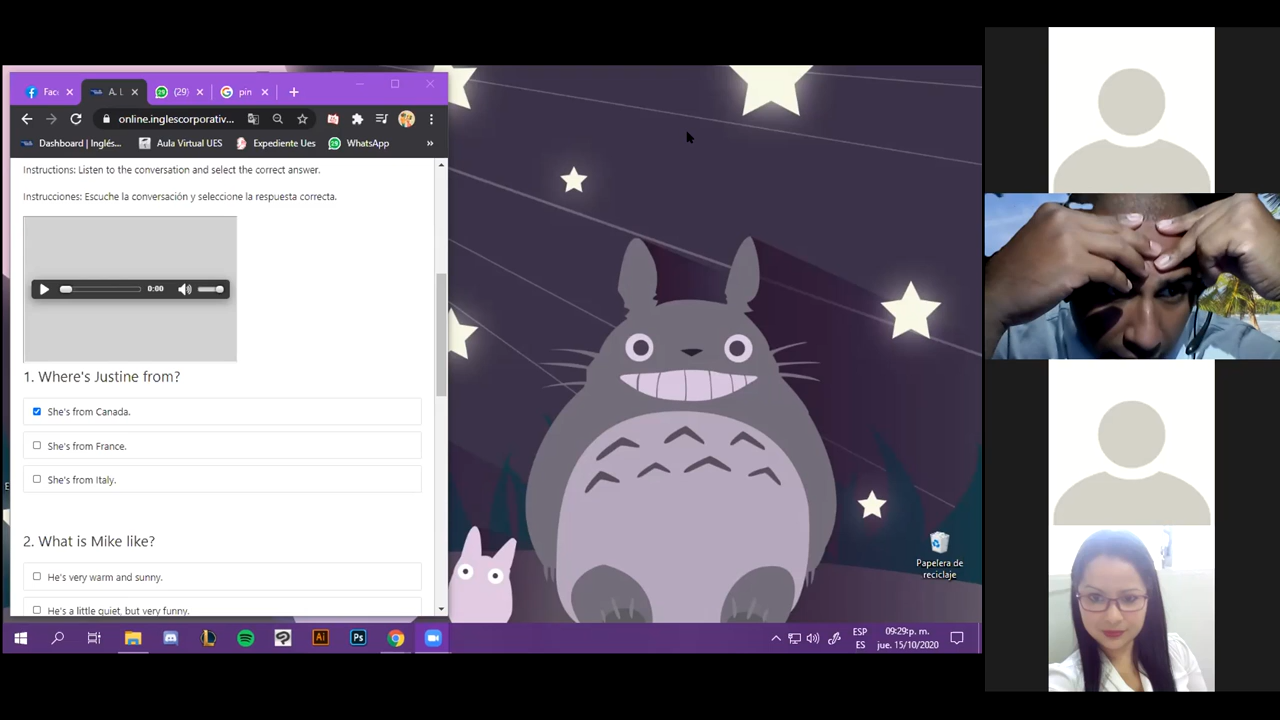 Fac
A. L
(29)
pin
online.inglescorporativ...
Dashboard | Inglés...
Aula Virtual UES
Expediente Ues
WhatsApp
»
Instructions: Listen to the conversation and select the correct answer.
Instrucciones: Escuche la conversación y seleccione la respuesta correcta.
0:00
1. Where's Justine from?
She's from Canada.
She's from France.
She's from Italy.
2. What is Mike like?
He's very warm and sunny.
He's a little quiet, but very funny.
Papelera de
reciclaje
ESP
ES
09:29 p. m.
jue. 15/10/2020